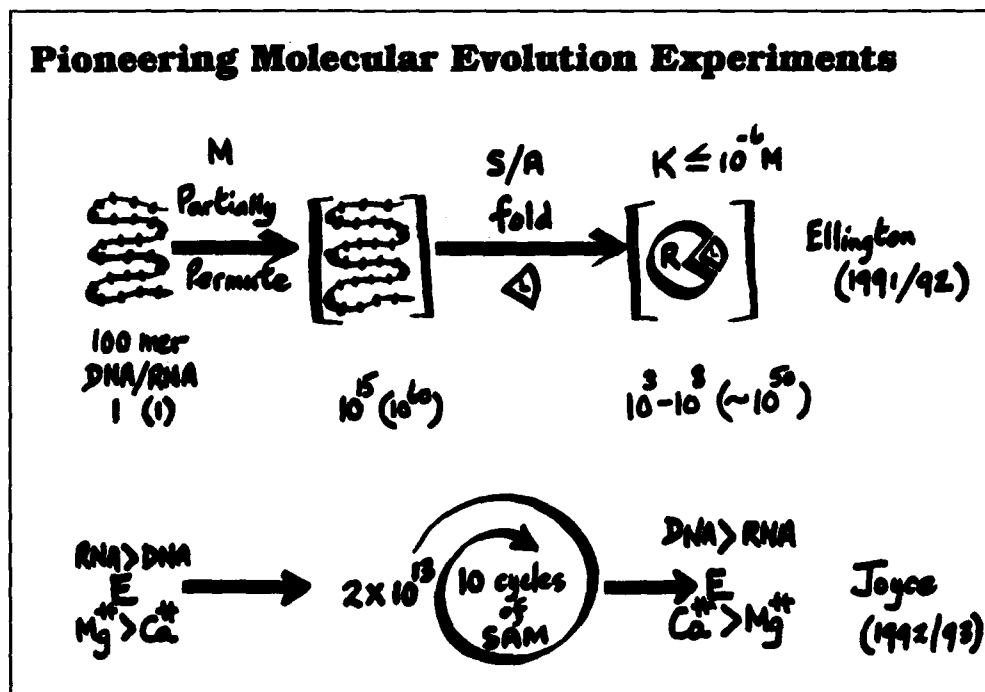 Pioneering Molecular Evolution Experiments
M
Partially
Permute
S/A
fold
K ≤ 10⁻⁶ M
R
Ellington
(1991/92)
100 mer
DNA/RNA
1 (1)
10¹⁵ (10⁶⁰)
10³-10⁸ (~10⁵⁰)
RNA>DNA
E
Mg⁺⁺>Ca⁺⁺
2 x 10¹³
10 cycles
of
SAM
DNA>RNA
E
Ca⁺⁺>Mg⁺⁺
Joyce
(1992/93)